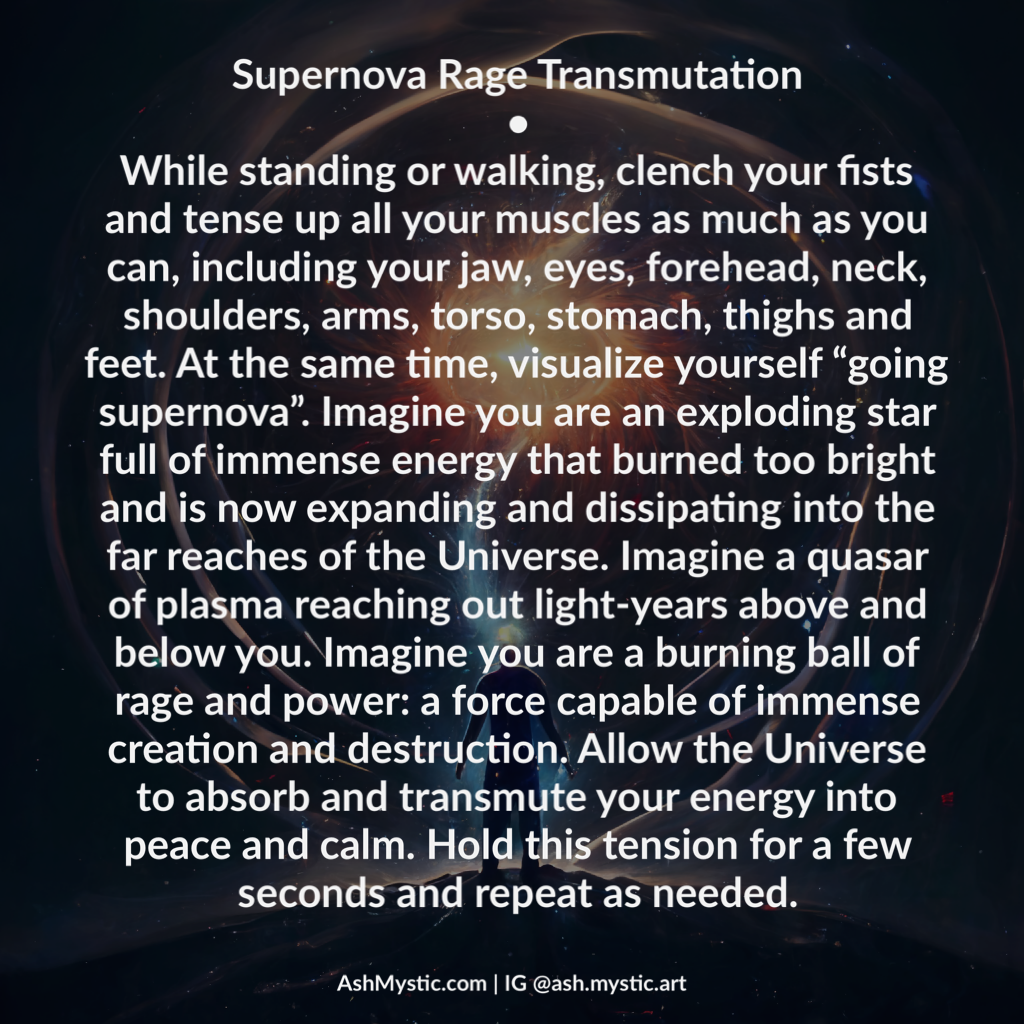 Supernova Rage Transmutation
●
While standing or walking, clench your fists
and tense up all your muscles as much as you
can, including your jaw, eyes, forehead, neck,
shoulders, arms, torso, stomach, thighs and
feet. At the same time, visualize yourself “going
supernova”. Imagine you are an exploding star
full of immense energy that burned too bright
and is now expanding and dissipating into the
far reaches of the Universe. Imagine a quasar
of plasma reaching out light-years above and
below you. Imagine you are a burning ball of
rage and power: a force capable of immense
creation and destruction. Allow the Universe
to absorb and transmute your energy into
peace and calm. Hold this tension for a few
seconds and repeat as needed.
AshMystic.com | IG @ash.mystic.art